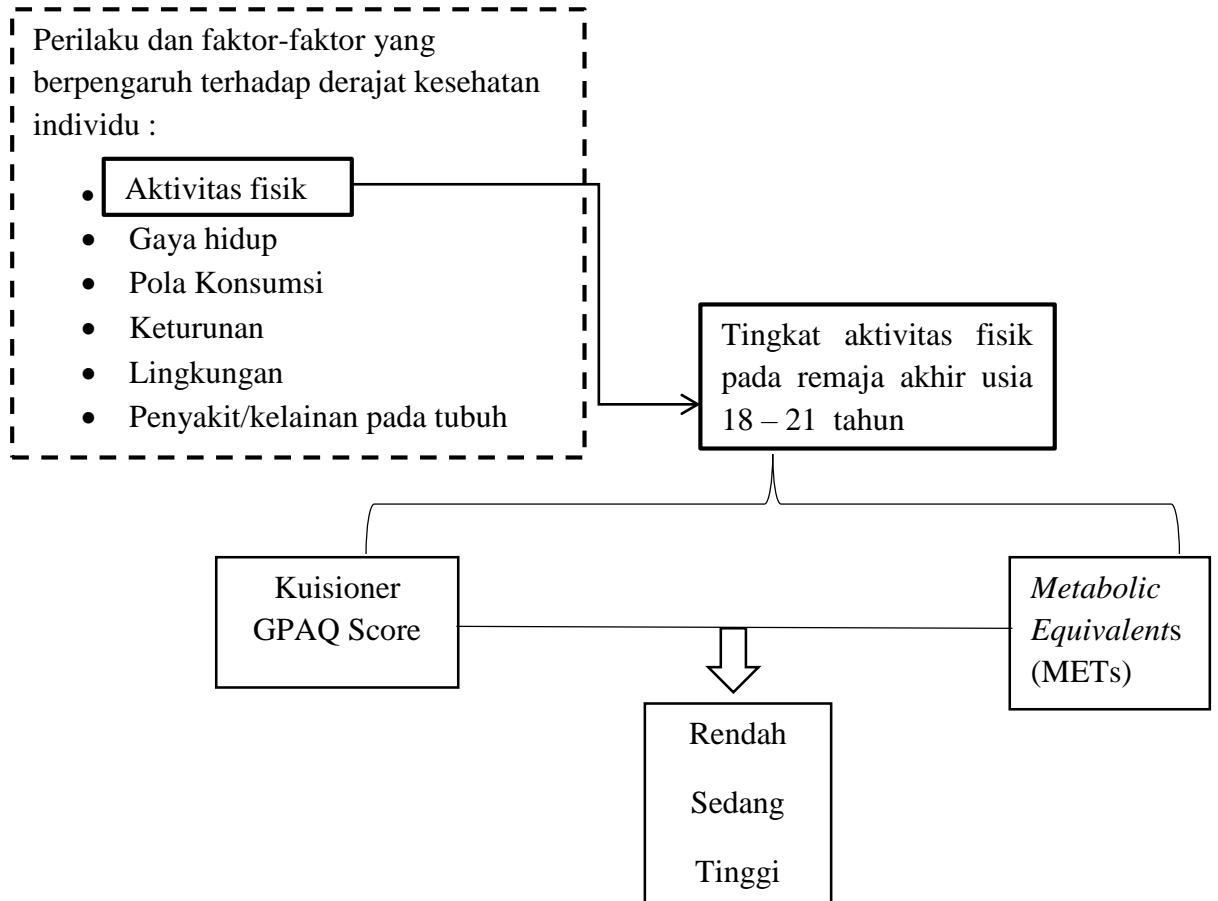 Perilaku dan faktor-faktor yang
berpengaruh terhadap derajat kesehatan
individu :
• Aktivitas fisik
• Gaya hidup
• Pola Konsumsi
• Keturunan
• Lingkungan
• Penyakit/kelainan pada tubuh
Tingkat aktivitas fisik
pada remaja akhir usia
18 – 21 tahun
Kuisioner
GPAQ Score
Metabolic
Equivalents
(METs)
Rendah
Sedang
Tinggi